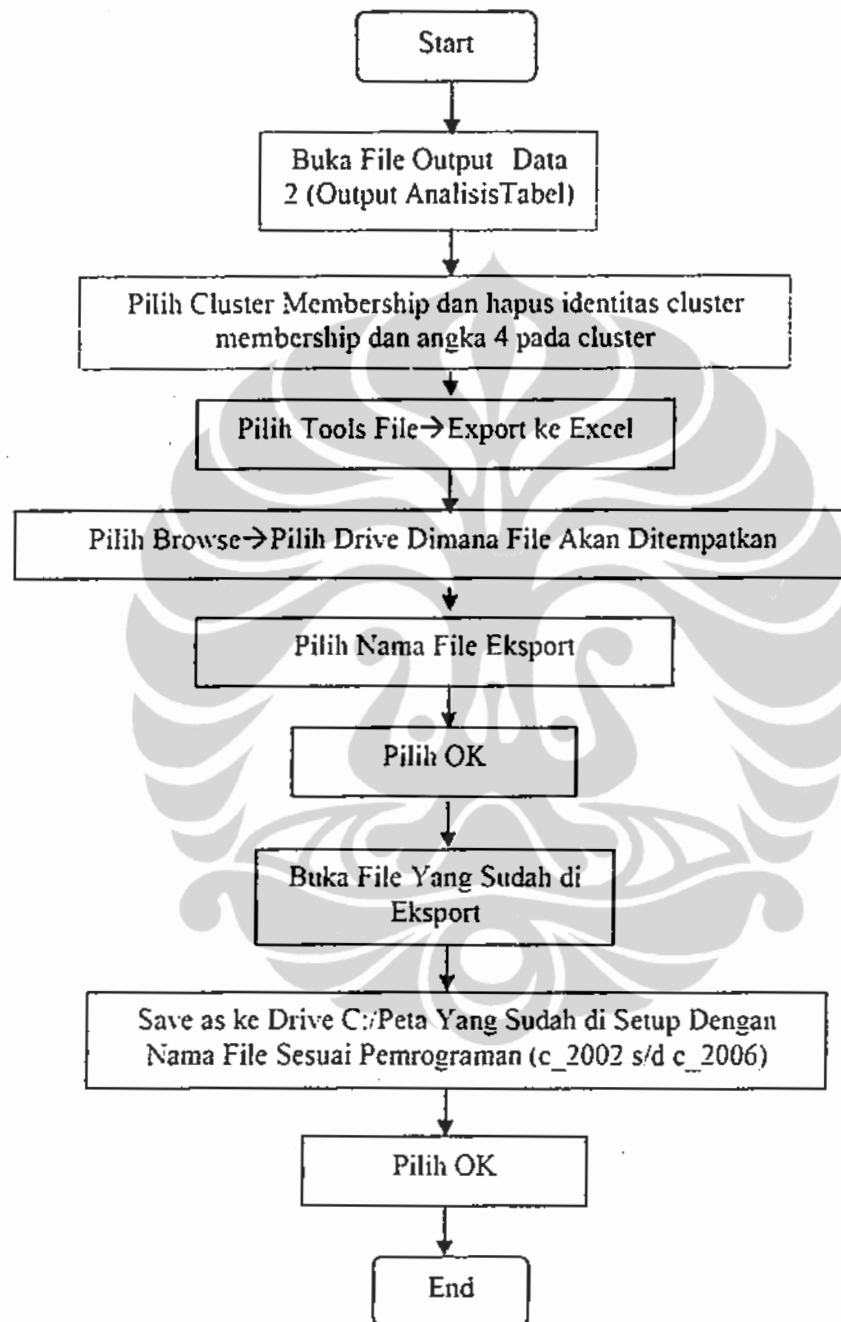 Start
Buka File Output Data
2 (Output AnalisisTabel)
Pilih Cluster Membership dan hapus identitas cluster
membership dan angka 4 pada cluster
Pilih Tools File→Export ke Excel
Pilih Browse→Pilih Drive Dimana File Akan Ditempatkan
Pilih Nama File Eksport
Pilih OK
Buka File Yang Sudah di
Eksport
Save as ke Drive C:/Peta Yang Sudah di Setup Dengan
Nama File Sesuai Pemrograman (c_2002 s/d c_2006)
Pilih OK
End